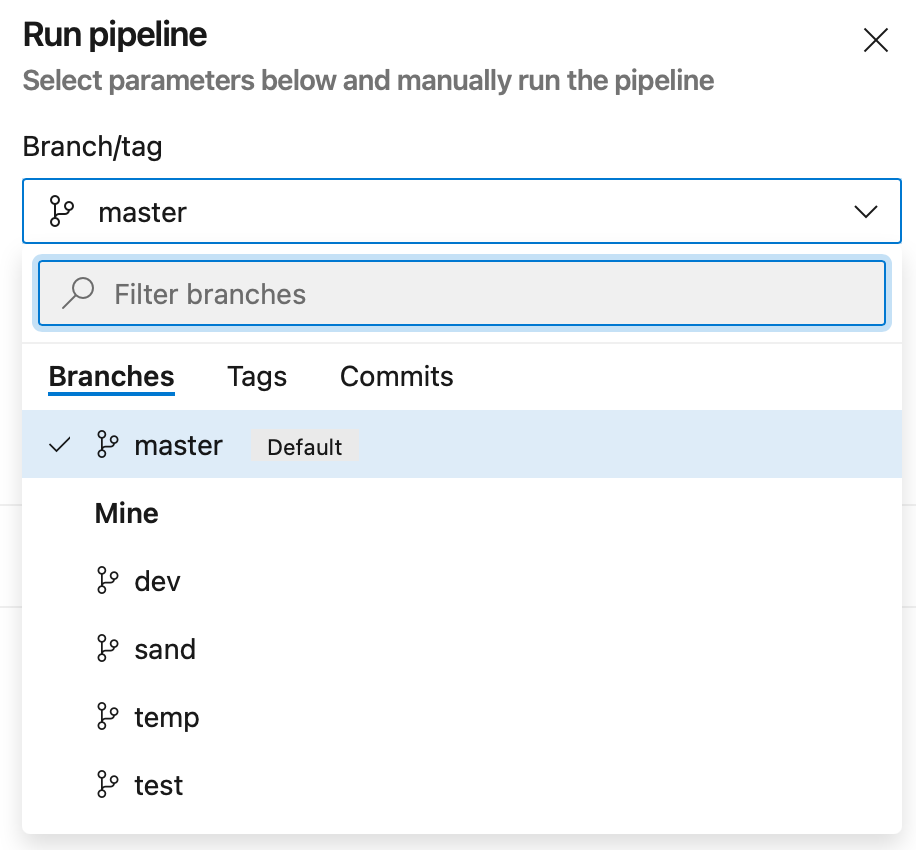 Run pipeline
Select parameters below and manually run the pipeline
Branch/tag
master
Filter branches
Branches Tags Commits
master Default
Mine
dev
sand
temp
test